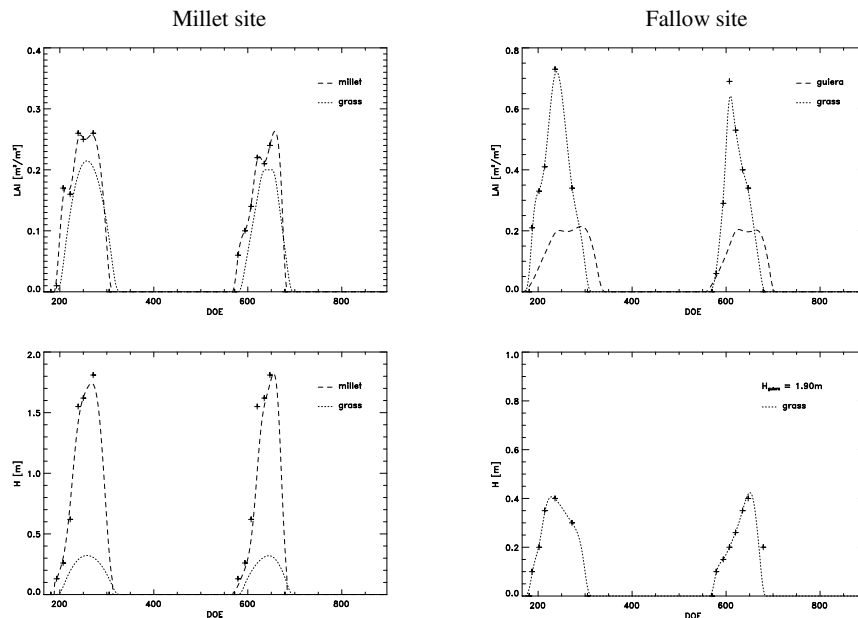 Millet site
Fallow site
0.4
0.3
0.2
0.1
0.0
LAI [m²/m²]
millet
grass
200 400 600 800
DOE
0.8
0.6
0.4
0.2
0.0
LAI [m²/m²]
guiera
grass
200 400 600 800
DOE
2.0
1.5
1.0
0.5
0.0
H [m]
millet
grass
200 400 600 800
DOE
1.0
0.8
0.6
0.4
0.2
0.0
H [m]
H = 1.90m
grass
200 400 600 800
DOE